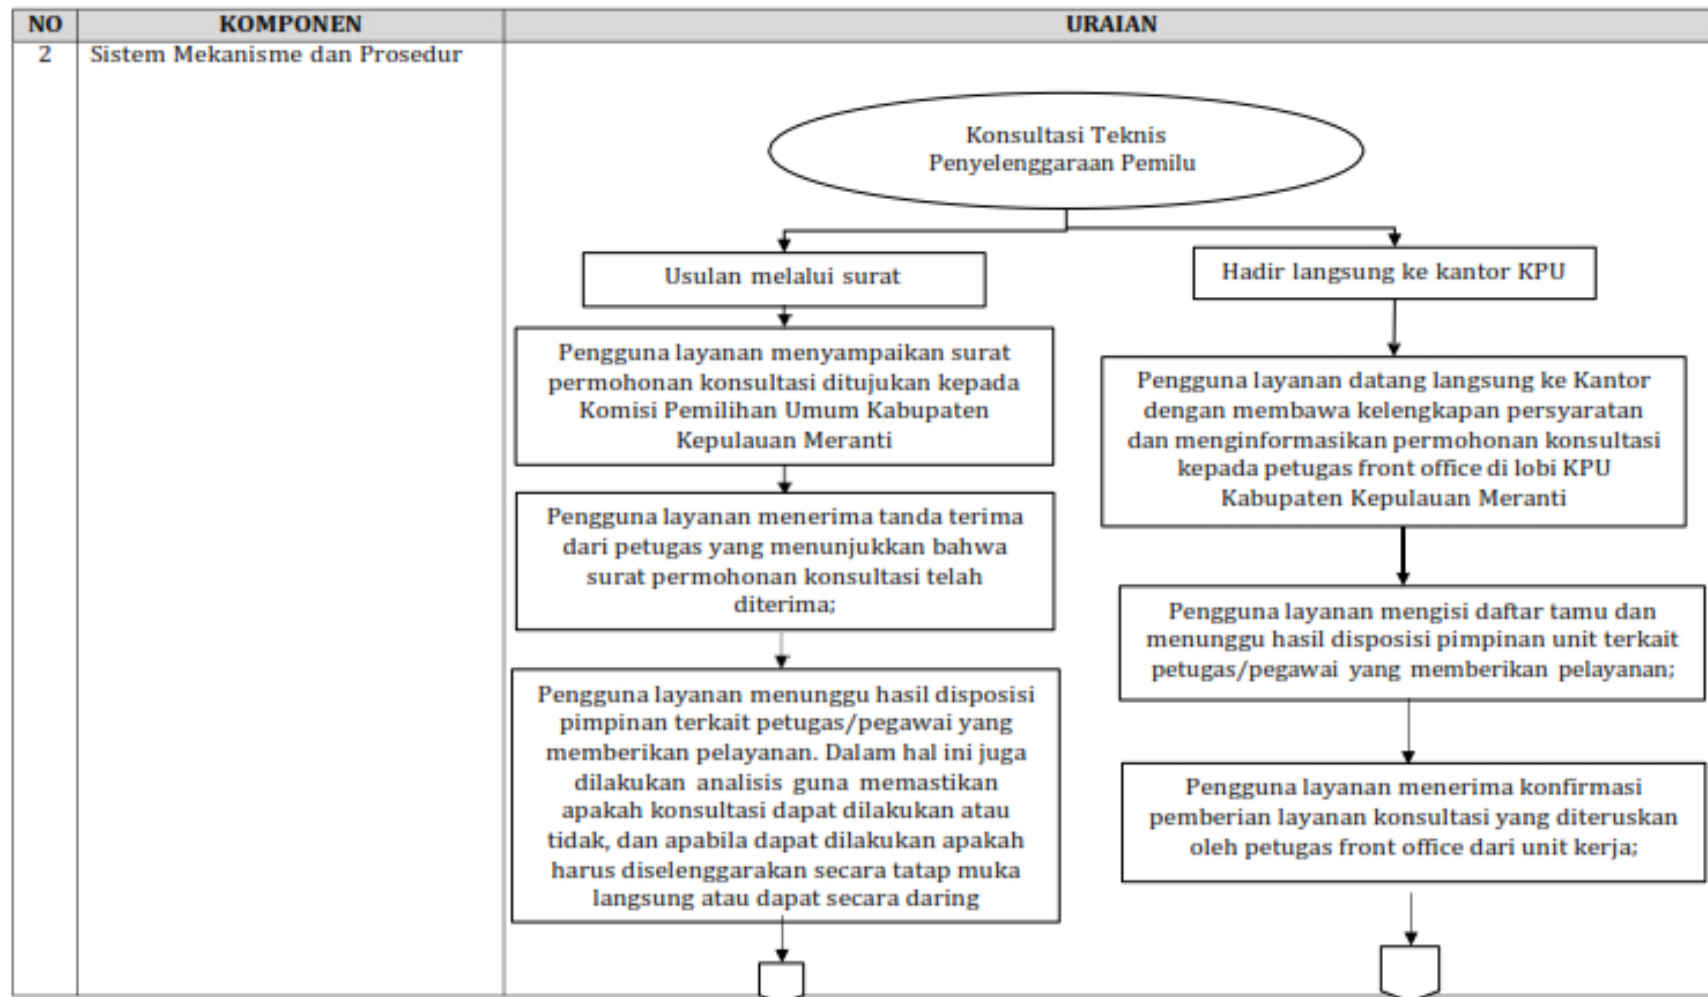 NO
KOMPONEN
URAIAN
2
Sistem Mekanisme dan Prosedur
Konsultasi Teknis
Penyelenggaraan Pemilu
Usulan melalui surat
Pengguna layanan menyampaikan surat
permohonan konsultasi ditujukan kepada
Komisi Pemilihan Umum Kabupaten
Kepulauan Meranti
Pengguna layanan menerima tanda terima
dari petugas yang menunjukkan bahwa
surat permohonan konsultasi telah
diterima;
Pengguna layanan menunggu hasil disposisi
pimpinan terkait petugas/pegawai yang
memberikan pelayanan. Dalam hal ini juga
dilakukan analisis guna memastikan
apakah konsultasi dapat dilakukan atau
tidak, dan apabila dapat dilakukan apakah
harus diselenggarakan secara tatap muka
langsung atau dapat secara daring
Hadir langsung ke kantor KPU
Pengguna layanan datang langsung ke Kantor
dengan membawa kelengkapan persyaratan
dan menginformasikan permohonan konsultasi
kepada petugas front office di lobi KPU
Kabupaten Kepulauan Meranti
Pengguna layanan mengisi daftar tamu dan
menunggu hasil disposisi pimpinan unit terkait
petugas/pegawai yang memberikan pelayanan;
Pengguna layanan menerima konfirmasi
pemberian layanan konsultasi yang diteruskan
oleh petugas front office dari unit kerja;